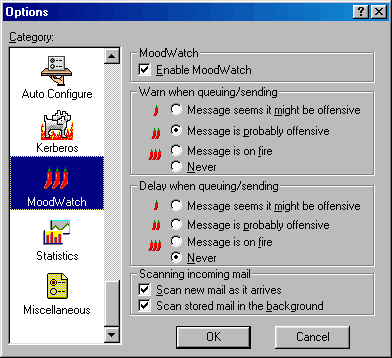 Options
Category:
Auto Configure
Kerberos
MoodWatch
Statistics
Miscellaneous
MoodWatch
Enable MoodWatch
Warn when queuing/sending
Message seems it might be offensive
Message is probably offensive
Message is on fire
Never
Delay when queuing/sending
Message seems it might be offensive
Message is probably offensive
Message is on fire
Never
Scanning incoming mail
Scan new mail as it arrives
Scan stored mail in the background
OK
Cancel